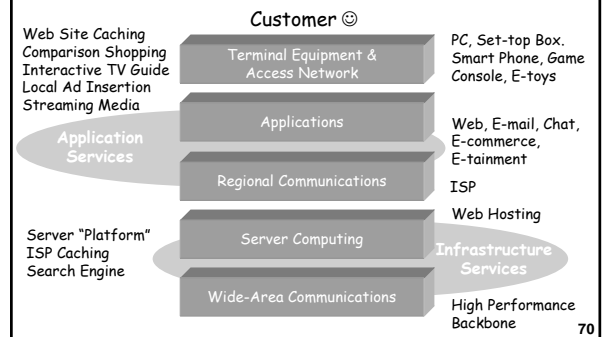 Customer ☺
Web Site Caching
Comparison Shopping
Interactive TV Guide
Local Ad Insertion
Streaming Media
Terminal Equipment &
Access Network
PC, Set-top Box.
Smart Phone, Game
Console, E-toys
Application
Services
Applications
Web, E-mail, Chat,
E-commerce,
E-tainment
Regional Communications
ISP
Web Hosting
Server "Platform"
ISP Caching
Search Engine
Server Computing
Infrastructure
Services
Wide-Area Communications
High Performance
Backbone
70